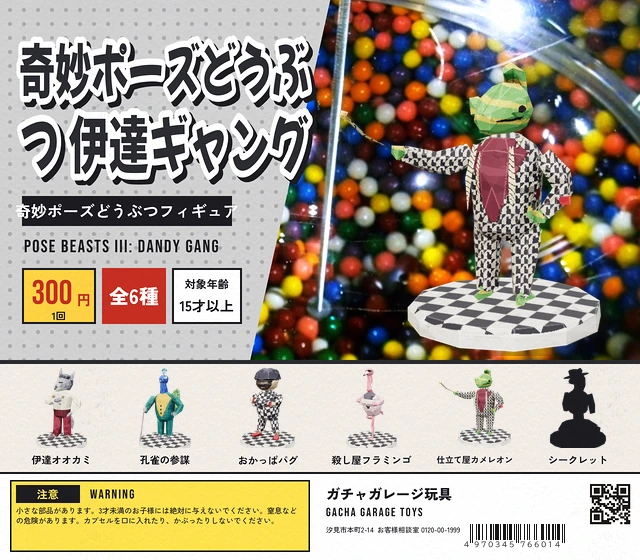 奇妙ポーズどうぶ
つ 伊達ギャング
奇妙ポーズどうぶつフィギュア
POSE BEASTS III: DANDY GANG
300 円
1回
全6種
対象年齢
15才以上
伊達オオカミ
孔雀の参謀
おかっぱパグ
殺し屋フラミンゴ
仕立て屋カメレオン
シークレット
注意 WARNING
小さな部品があります。3才未満のお子様には絶対に与えないでください。窒息など
の危険があります。カプセルを口に入れたり、かぶったりしないでください。
ガチャガレージ玩具
GACHA GARAGE TOYS
汐見市本町2-14 お客様相談室 0120-00-1999
4 970345 766014